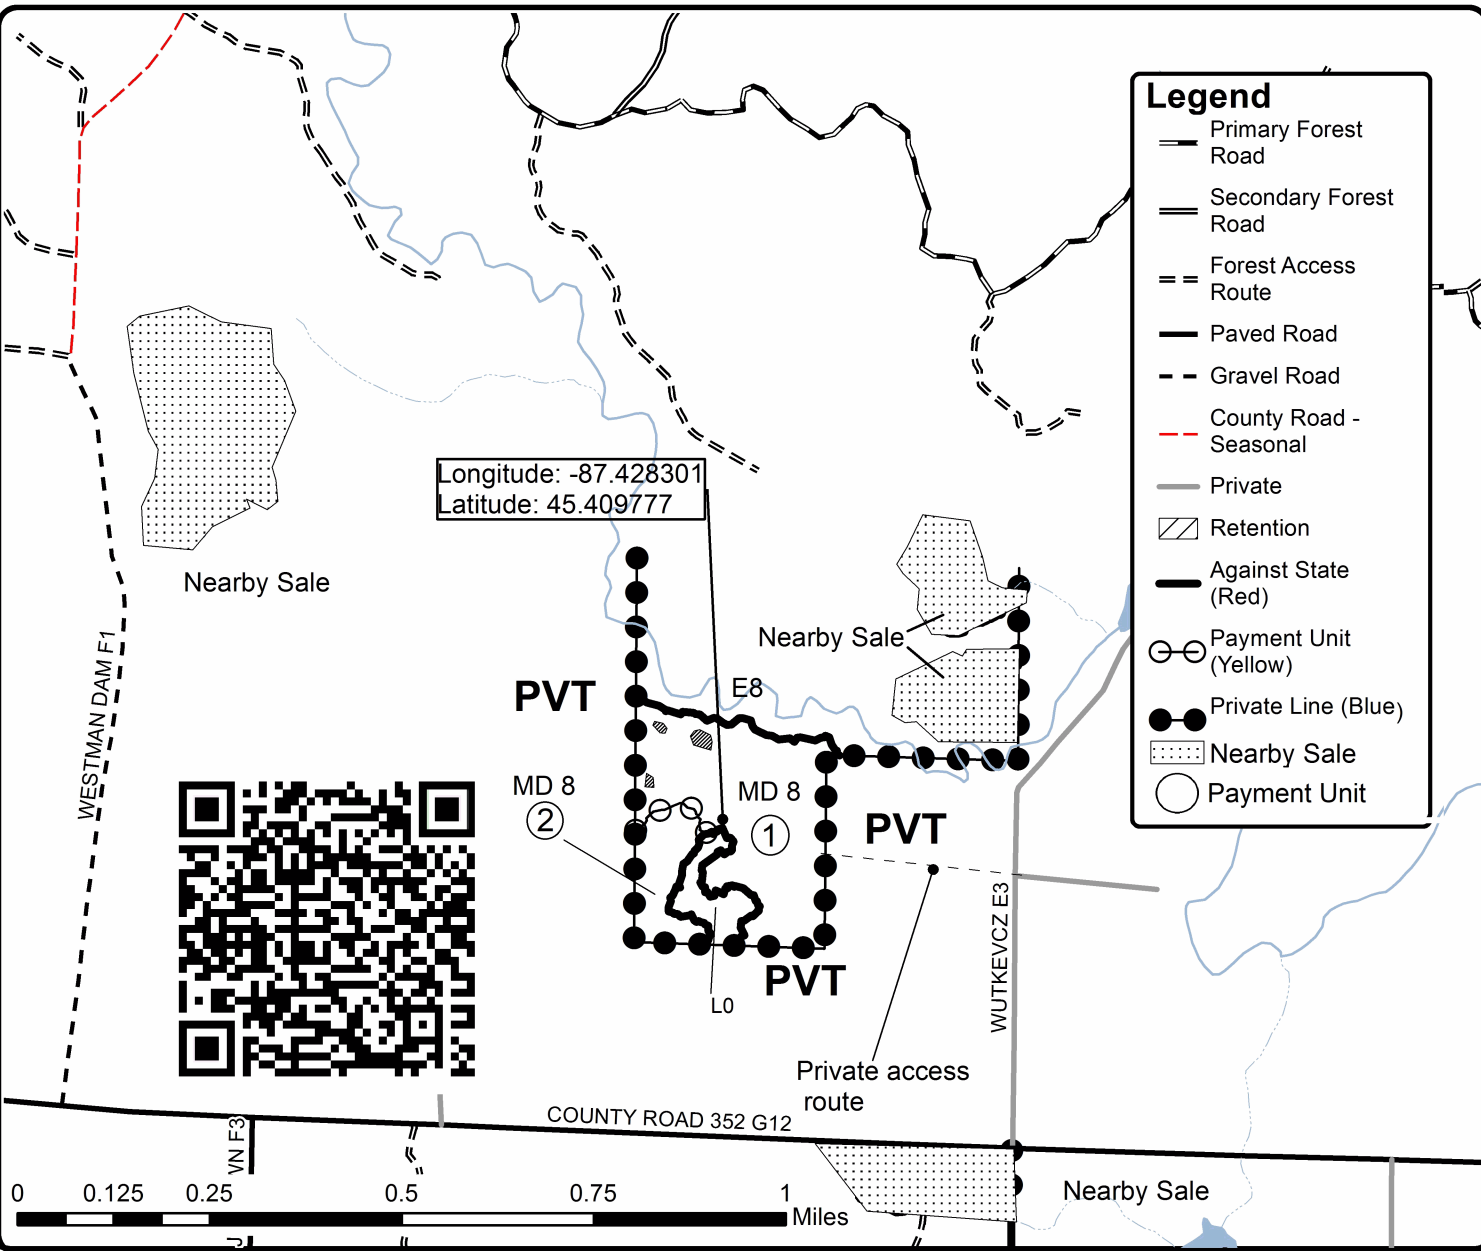 Legend
Primary Forest
Road
Secondary Forest
Road
Forest Access
Route
Paved Road
Gravel Road
County Road -
Seasonal
Private
Retention
Against State
(Red)
Payment Unit
(Yellow)
Private Line (Blue)
Nearby Sale
Payment Unit
Longitude: -87.428301
Latitude: 45.409777
Nearby Sale
Nearby Sale
WESTMAN DAM F1
PVT
E8
MD 8
2
MD 8
1
PVT
PVT
L0
WUTKEVCZ E3
Private access
route
COUNTY ROAD 352 G12
VN F3
Nearby Sale
0 0.125 0.25 0.5 0.75 1
Miles
J